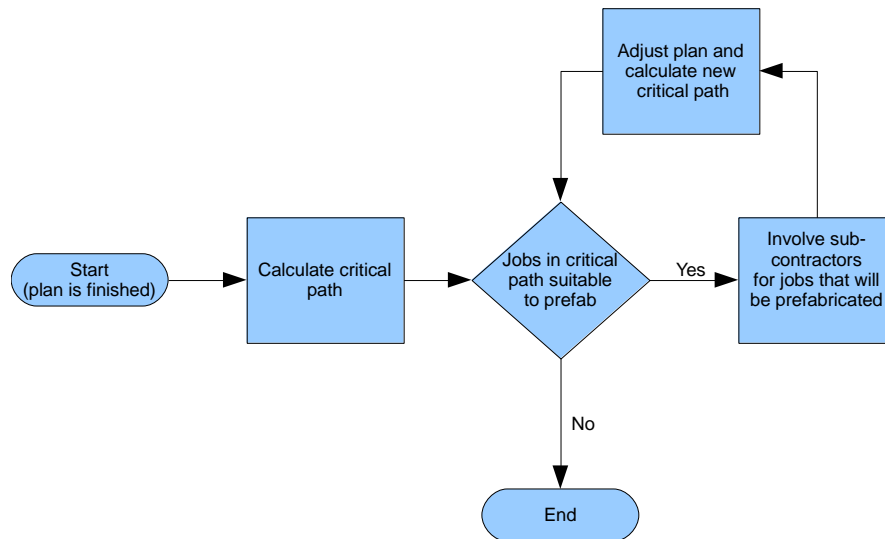 Adjust plan and
calculate new
critical path
Start
(plan is finished)
Calculate critical
path
Jobs in critical
path suitable
to prefab
Yes
Involve sub-
contractors
for jobs that will
be prefabricated
No
End